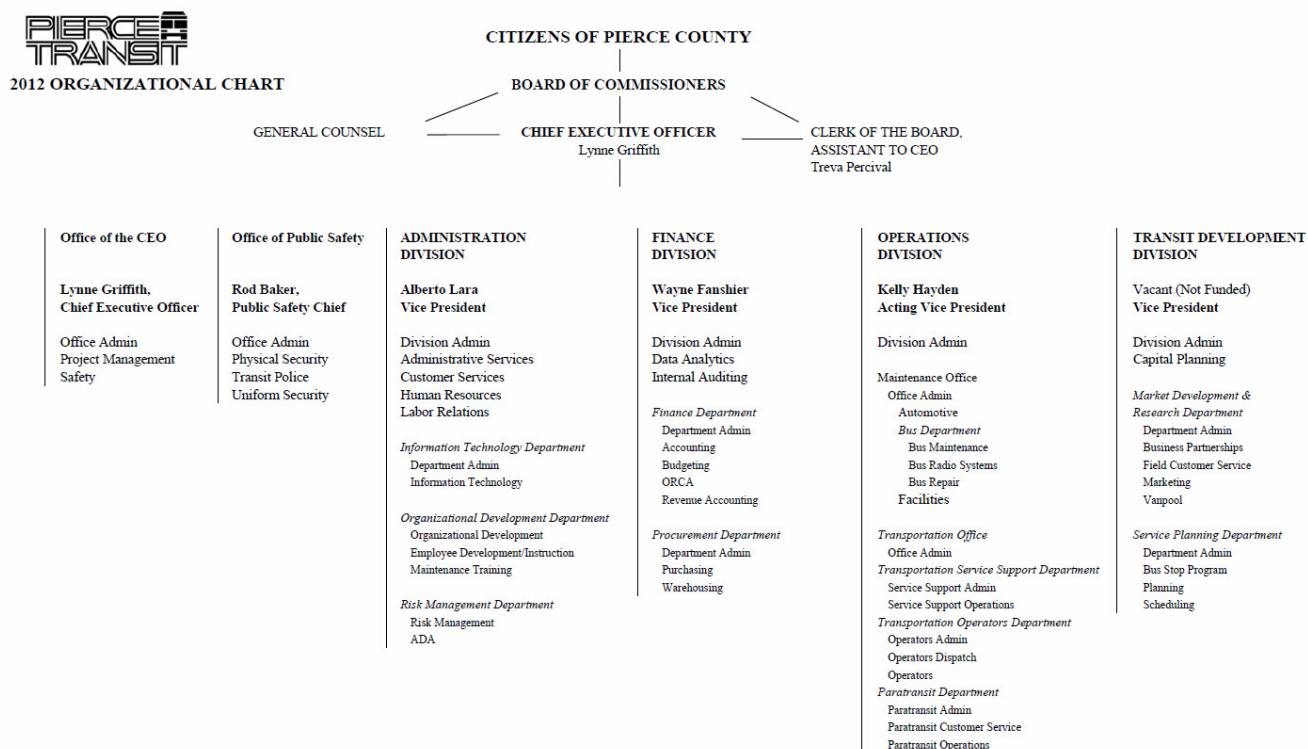 PIERCE
TRANSIT
2012 ORGANIZATIONAL CHART
CITIZENS OF PIERCE COUNTY
BOARD OF COMMISSIONERS
GENERAL COUNSEL
CHIEF EXECUTIVE OFFICER
Lynne Griffith
CLERK OF THE BOARD,
ASSISTANT TO CEO
Treva Percival
Office of the CEO
Lynne Griffith,
Chief Executive Officer
Office Admin
Project Management
Safety
Office of Public Safety
Rod Baker,
Public Safety Chief
Office Admin
Physical Security
Transit Police
Uniform Security
ADMINISTRATION
DIVISION
Alberto Lara
Vice President
Division Admin
Administrative Services
Customer Services
Human Resources
Labor Relations
Information Technology Department
Department Admin
Information Technology
Organizational Development Department
Organizational Development
Employee Development/Instruction
Maintenance Training
Risk Management Department
Risk Management
ADA
FINANCE
DIVISION
Wayne Fanshier
Vice President
Division Admin
Data Analytics
Internal Auditing
Finance Department
Department Admin
Accounting
Budgeting
ORCA
Revenue Accounting
Procurement Department
Department Admin
Purchasing
Warehousing
OPERATIONS
DIVISION
Kelly Hayden
Acting Vice President
Division Admin
Maintenance Office
Office Admin
Automotive
Bus Department
Bus Maintenance
Bus Radio Systems
Bus Repair
Facilities
Transportation Office
Office Admin
Transportation Service Support Department
Service Support Admin
Service Support Operations
Transportation Operators Department
Operators Admin
Operators Dispatch
Operators
Paratransit Department
Paratransit Admin
Paratransit Customer Service
Paratransit Operations
TRANSIT DEVELOPMENT
DIVISION
Vacant (Not Funded)
Vice President
Division Admin
Capital Planning
Market Development &
Research Department
Department Admin
Business Partnerships
Field Customer Service
Marketing
Vanpool
Service Planning Department
Department Admin
Bus Stop Program
Planning
Scheduling